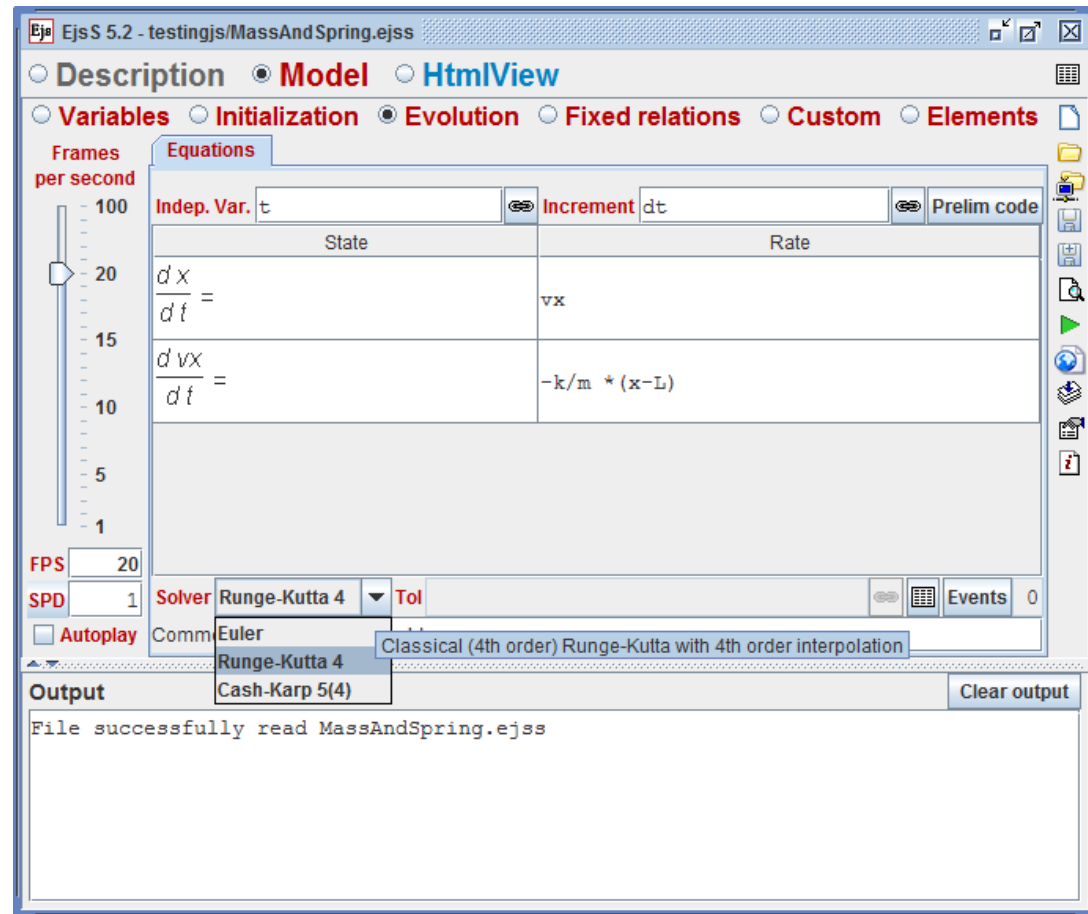 Ejs EjsS 5.2 - testingjs/MassAndSpring.ejss
Description Model HtmlView
Variables Initialization Evolution Fixed relations Custom Elements
Frames
per second
100
20
15
10
5
1
FPS 20
SPD 1
Autoplay
Equations
Indep. Var. t Increment dt Prelim code
State Rate
d x
d t
= vx
d vx
d t
= -k/m *(x-L)
Solver Runge-Kutta 4 Tol Events 0
Euler
Runge-Kutta 4
Cash-Karp 5(4)
Classical (4th order) Runge-Kutta with 4th order interpolation
Output Clear output
File successfully read MassAndSpring.ejss